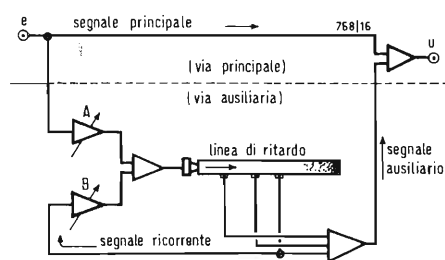 e
segnale principale
768|16
u
(via principale)
(via ausiliaria)
A
linea di ritardo
segnale
ausiliario
B
segnale ricorrente